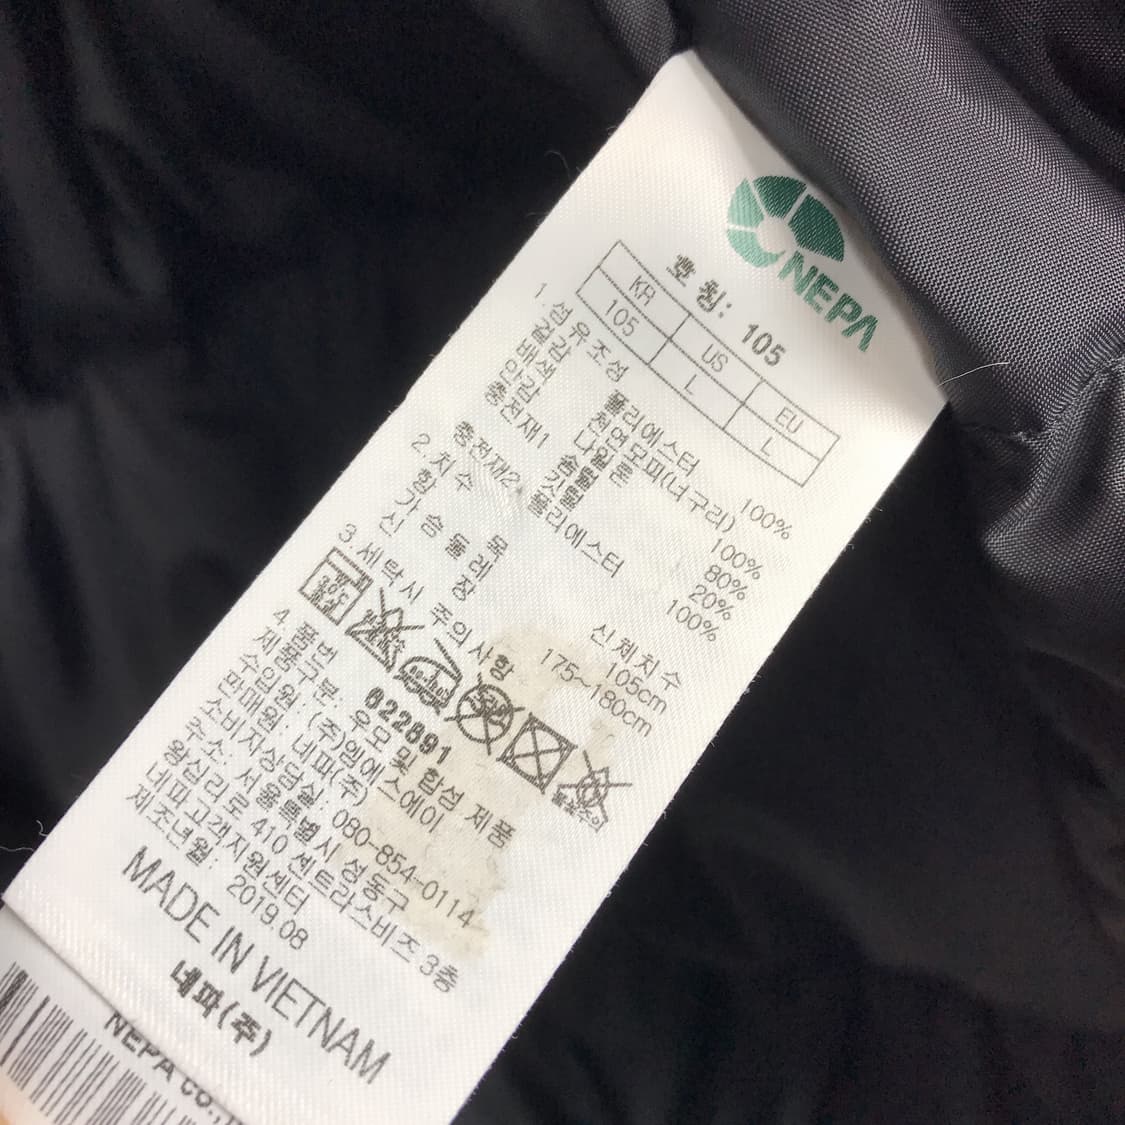 NEPA
호칭: 105
KR US EU
105 L L
1.섬유조성
겉감 폴리에스터 100%
배색 천연모피(너구리) 100%
안감 나일론 100%
충전재1 솜털 80%
깃털 20%
충전재2 폴리에스터 100%
2.치수 신체치수
가슴둘레 105cm
신장 175~180cm
3.세탁시 주의사항
4.품번 622891
제품구분: 우모 및 합섬 제품
수입원: (주)엠에스에이
판매원: 네파(주)
소비자상담실: 080-854-0114
주소: 서울특별시 성동구
왕십리로 410 센트라스비즈 3층
네파고객지원센터
제조년월: 2019.08
MADE IN VIETNAM
네파(주)
NEPA CO.,